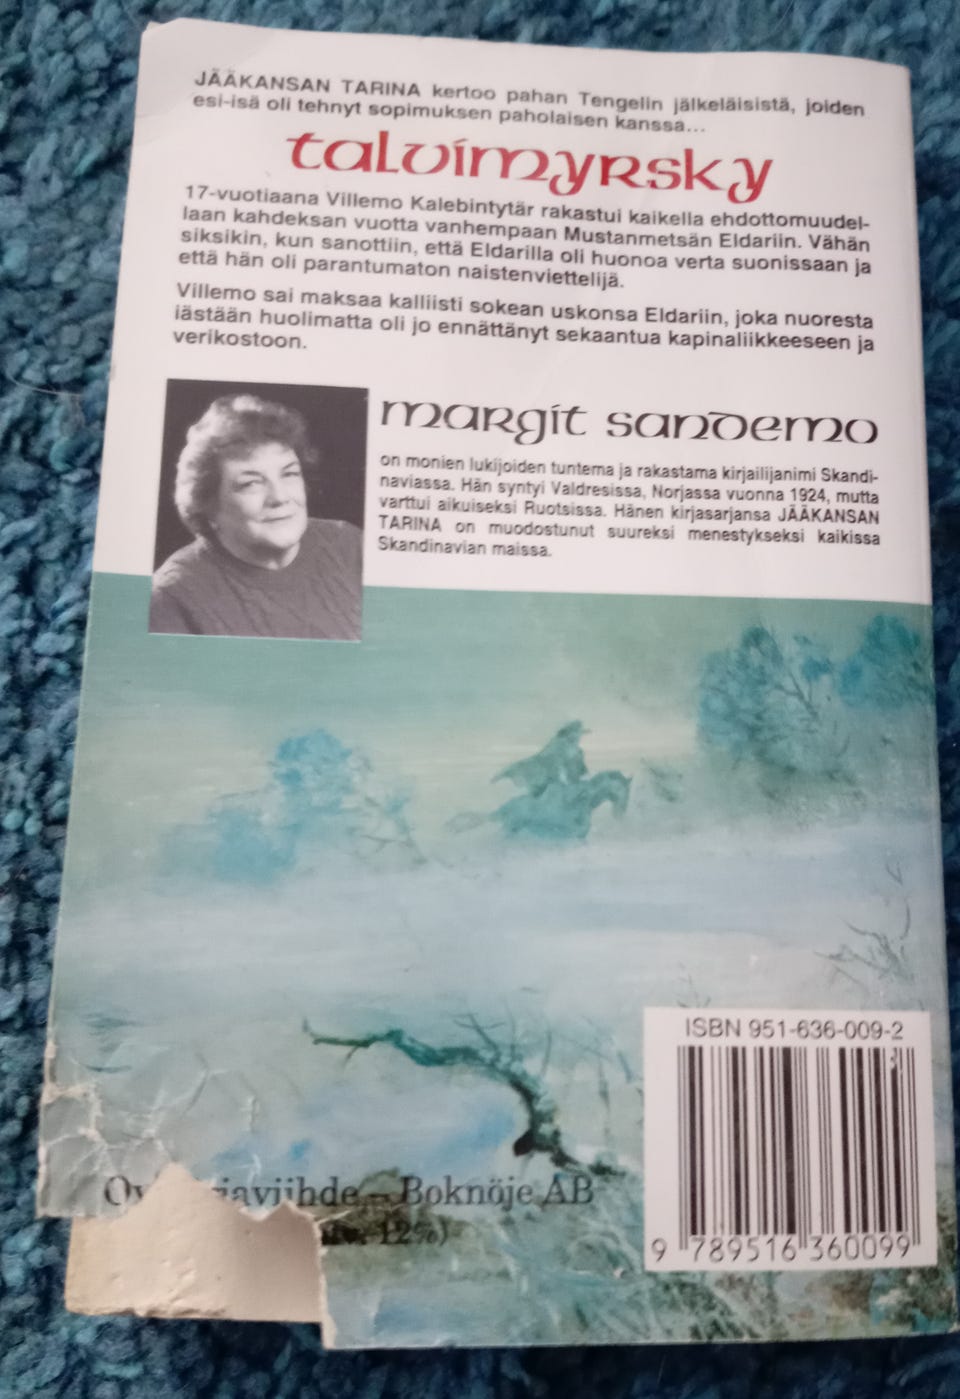 JÄÄKANSAN TARINA kertoo pahan Tengelin jälkeläisistä, joiden
esi-isä oli tehnyt sopimuksen paholaisen kanssa...
talvimyrsky
17-vuotiaana Villemo Kalebintytär rakastui kaikella ehdottomuudel-
laan kahdeksan vuotta vanhempaan Mustanmetsän Eldariin. Vähän
siksikin, kun sanottiin, että Eldarilla oli huonoa verta suonissaan ja
että hän oli parantumaton naistenviettelijä.
Villemo sai maksaa kalliisti sokean uskonsa Eldariin, joka nuoresta
iästään huolimatta oli jo ennättänyt sekaantua kapinaliikkeeseen ja
verikostoon.
margit sandemo
on monien lukijoiden tuntema ja rakastama kirjailijanimi Skandi-
naviassa. Hän syntyi Valdresissa, Norjassa vuonna 1924, mutta
varttui aikuiseksi Ruotsissa. Hänen kirjasarjansa JÄÄKANSAN
TARINA on muodostunut suureksi menestykseksi kaikissa
Skandinavian maissa.
ISBN 951-636-009-2
Oy Boknöje AB
12%)
9 789516 360099